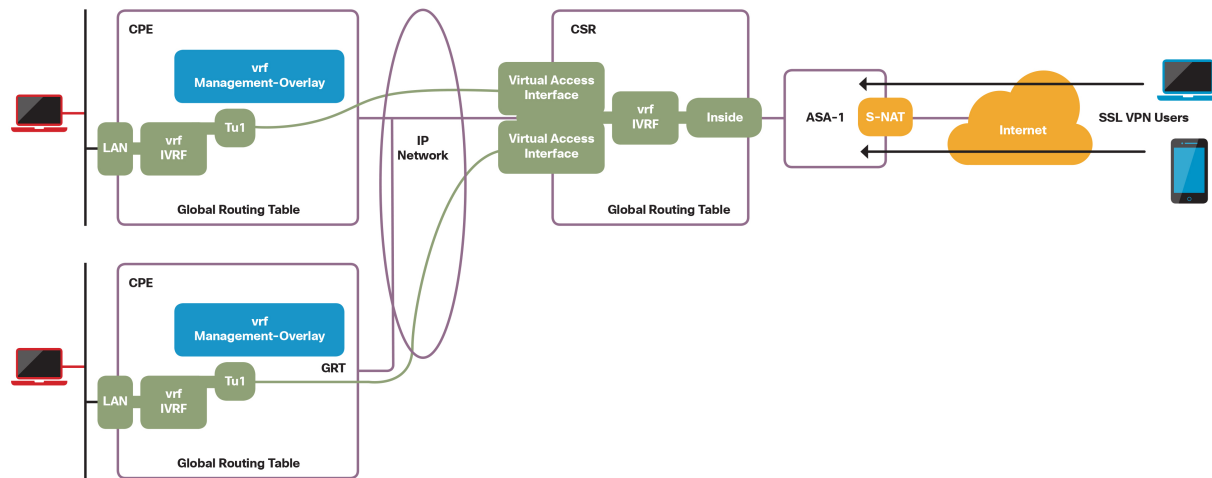 CPE
vrf
Management-Overlay
Tu1
LAN
vrf
IVRF
Global Routing Table
IP
Network
CSR
Virtual Access
Interface
Virtual Access
Interface
vrf
IVRF
Inside
Global Routing Table
ASA-1
S-NAT
Internet
SSL VPN Users
CPE
vrf
Management-Overlay
GRT
Tu1
LAN
vrf
IVRF
Global Routing Table